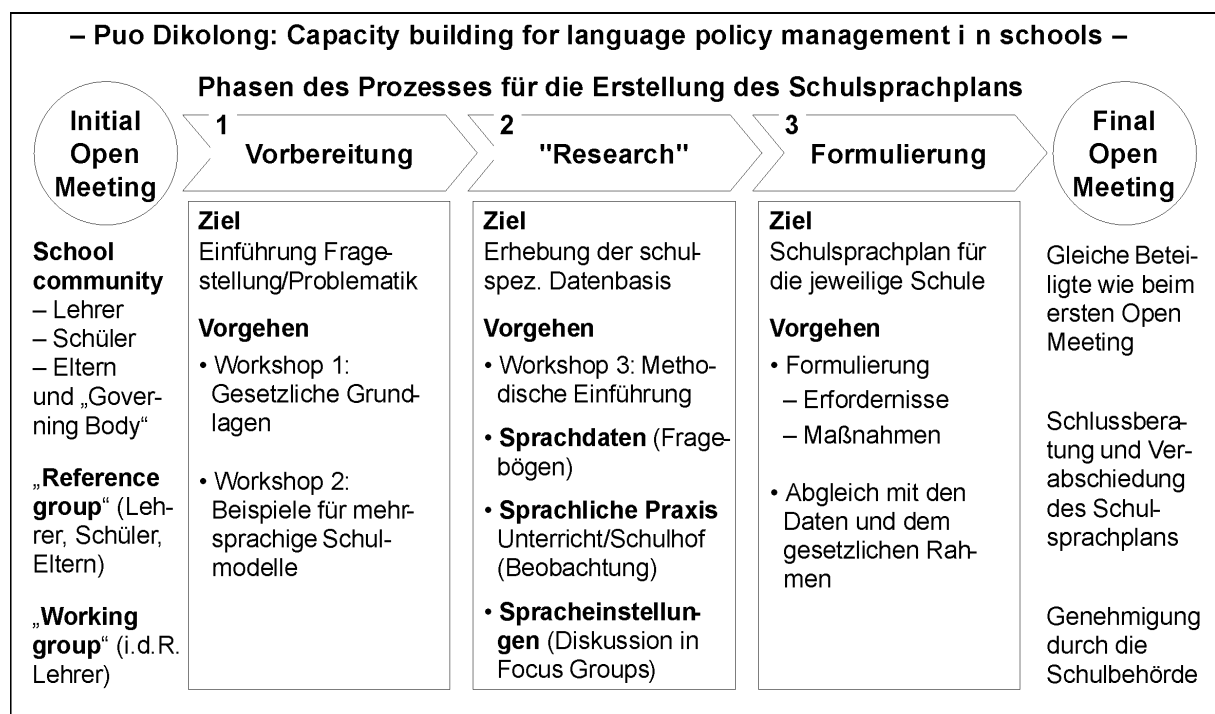 – Puo Dikolong: Capacity building for language policy management i n schools –
Phasen des Prozesses für die Erstellung des Schulsprachplans
Initial
Open
Meeting
1
Vorbereitung
2
"Research"
3
Formulierung
Final
Open
Meeting
School
community
– Lehrer
– Schüler
– Eltern
und „Gover-
ning Body“
„Reference
group“ (Leh-
rer, Schüler,
Eltern)
„Working
group“ (i.d.R.
Lehrer)
Ziel
Einführung Frage-
stellung/Problematik
Vorgehen
• Workshop 1:
Gesetzliche Grund-
lagen
• Workshop 2:
Beispiele für mehr-
sprachige Schul-
modelle
Ziel
Erhebung der schul-
spez. Datenbasis
Vorgehen
• Workshop 3: Metho-
dische Einführung
• Sprachdaten (Frage-
bögen)
• Sprachliche Praxis
Unterricht/Schulhof
(Beobachtung)
• Spracheinstellun-
gen (Diskussion in
Focus Groups)
Ziel
Schulsprachplan für
die jeweilige Schule
Vorgehen
• Formulierung
– Erfordernisse
– Maßnahmen
• Abgleich mit den
Daten und dem
gesetzlichen Rah-
men
Gleiche Betei-
ligte wie beim
ersten Open
Meeting
Schlussbera-
tung und Ver-
abschiedung
des Schul-
sprachplans
Genehmigung
durch die
Schulbehörde